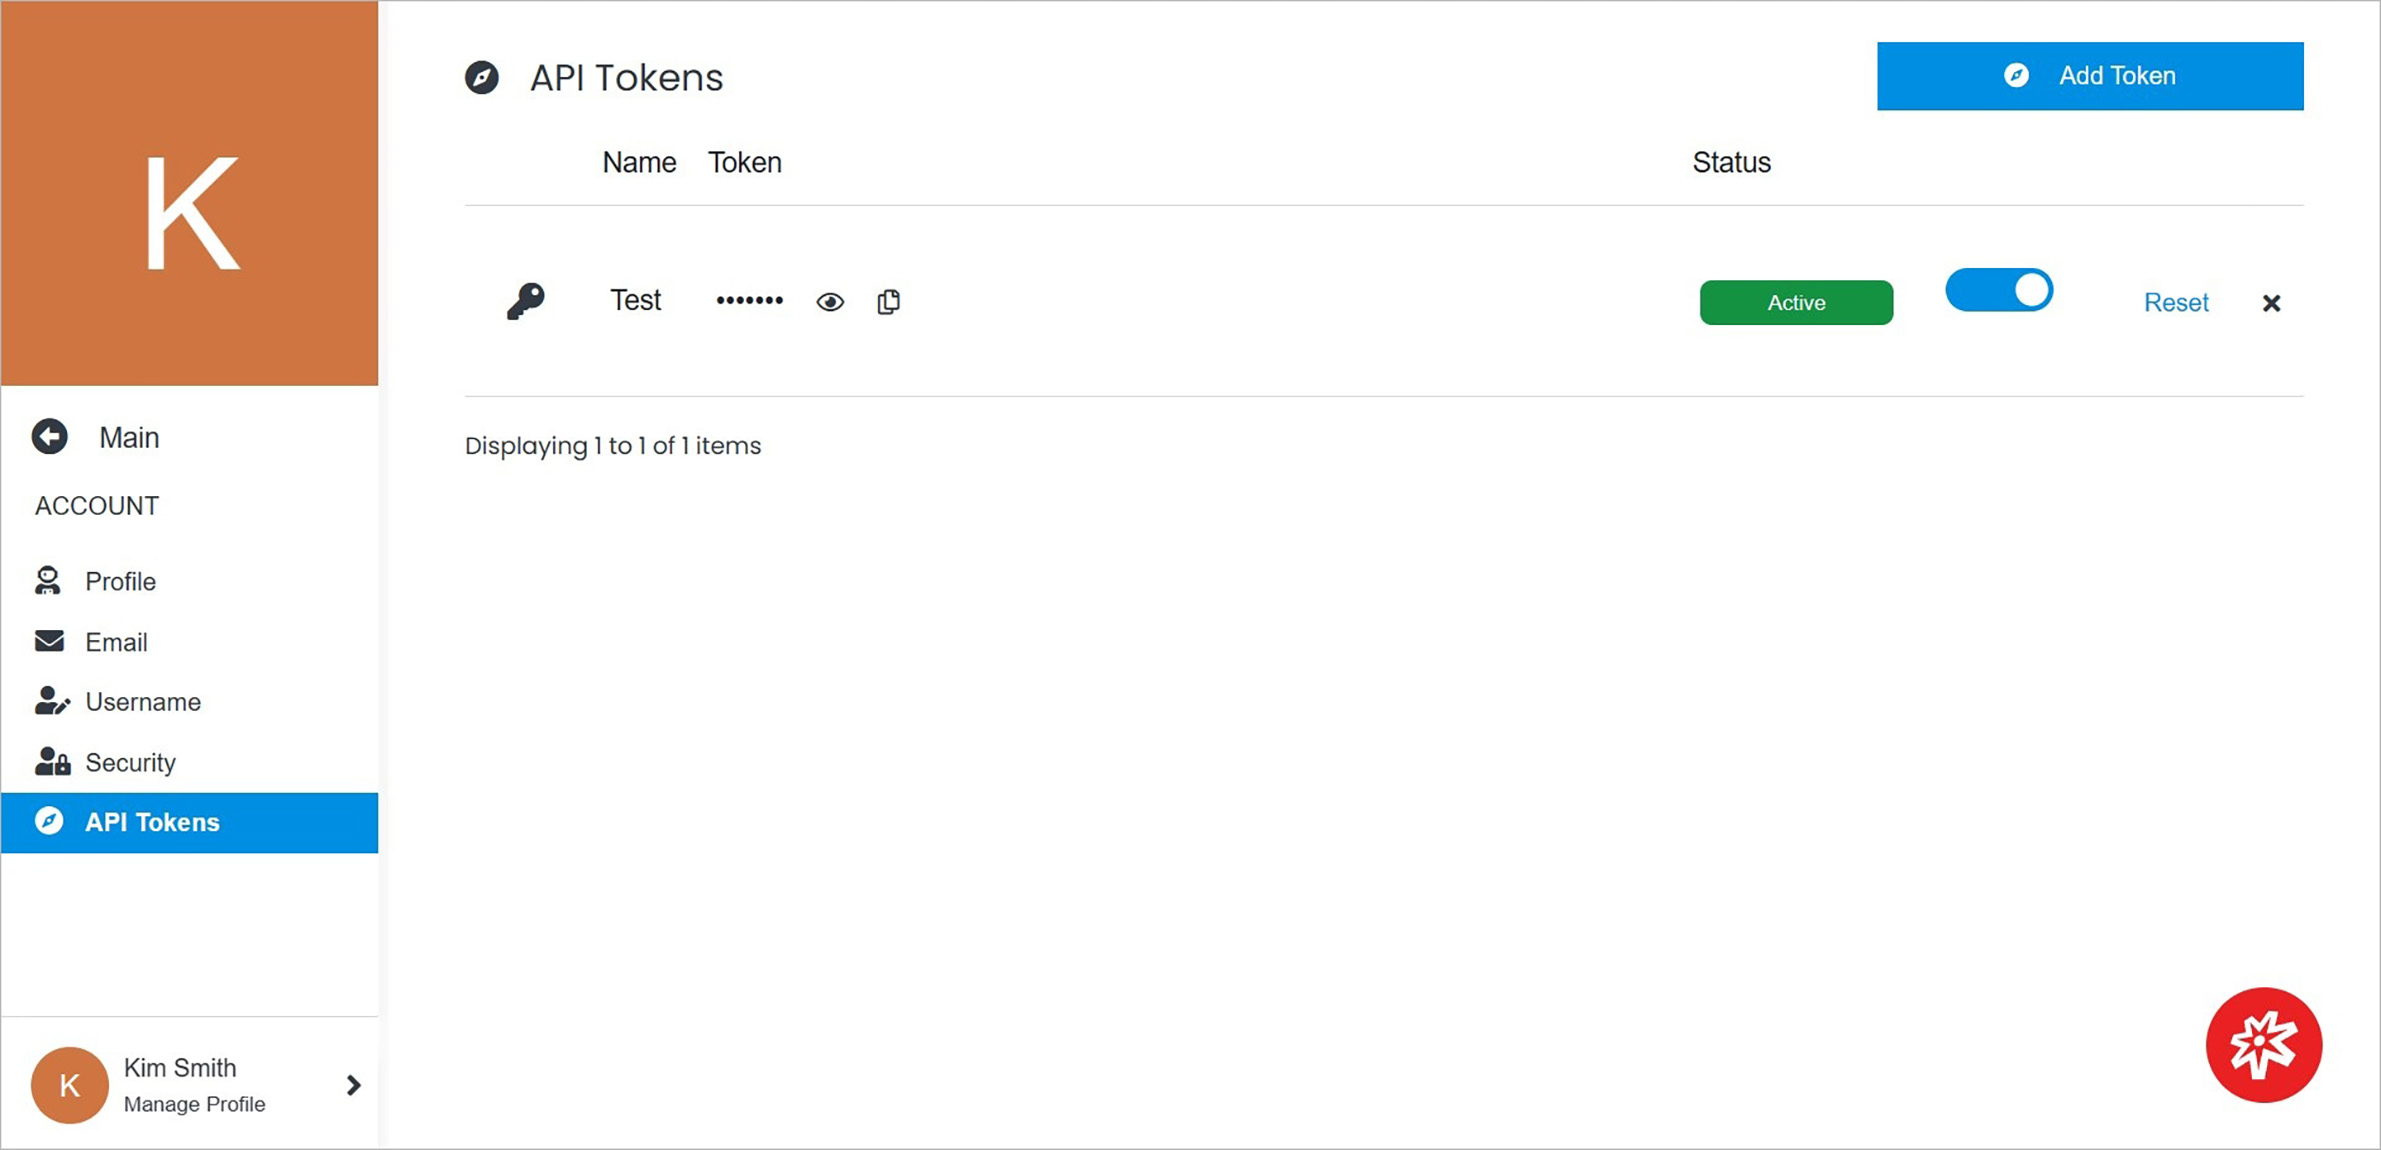 K
Main
ACCOUNT
Profile
Email
Username
Security
API Tokens
K
Kim Smith
Manage Profile
API Tokens
Add Token
Name Token Status
Test ••••••• Active Reset
Displaying 1 to 1 of 1 items